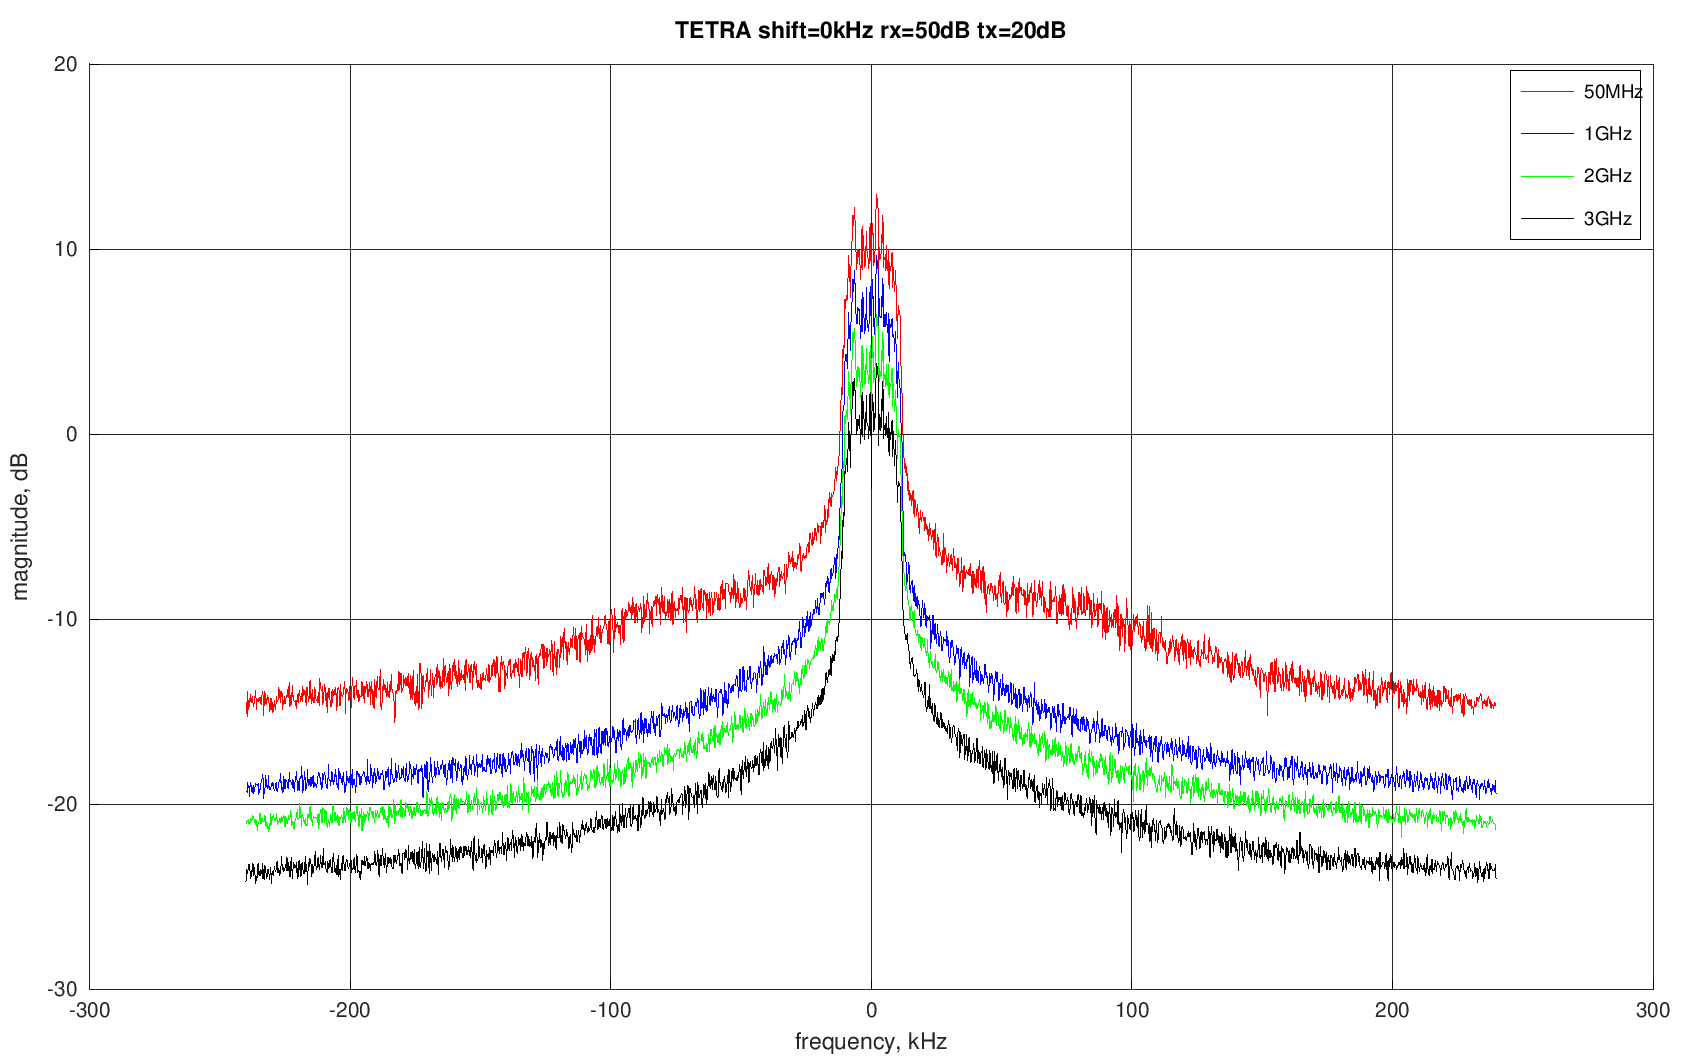 TETRA shift=0kHz rx=50dB tx=20dB
20
10
0
-10
-20
-30
magnitude, dB
50MHz
1GHz
2GHz
3GHz
-300
-200
-100
0
100
200
300
frequency, kHz